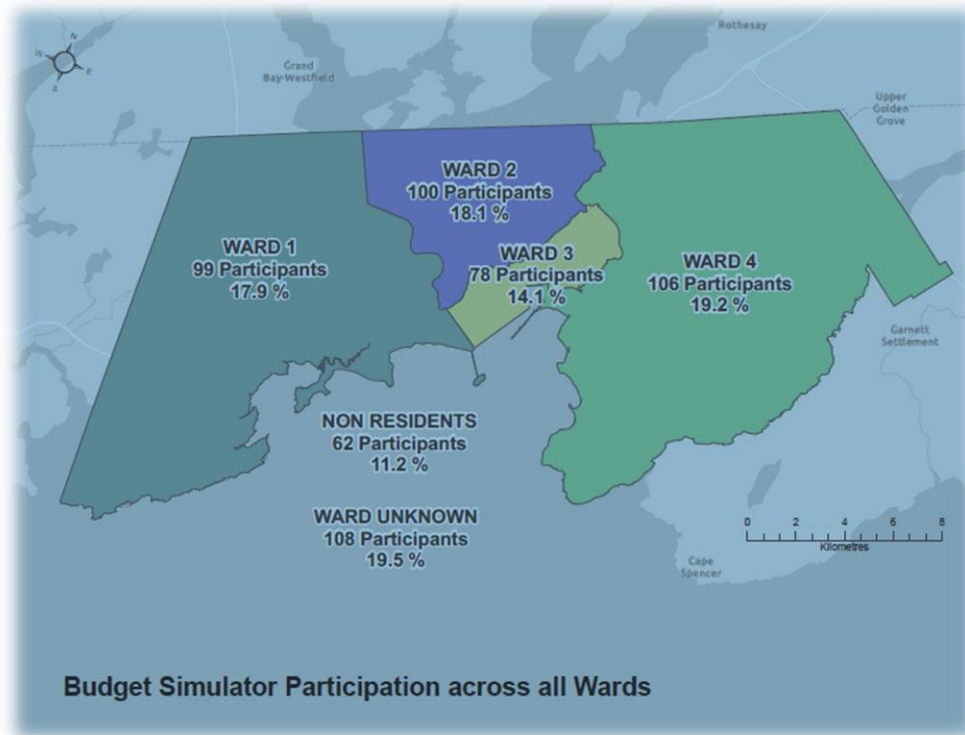 N
W
E
S
Rothesay
Grand
Bay-Westfield
Upper
Golden
Grove
WARD 2
100 Participants
18.1 %
WARD 1
99 Participants
17.9 %
WARD 3
78 Participants
14.1 %
WARD 4
106 Participants
19.2 %
Garnett
Settlement
NON RESIDENTS
62 Participants
11.2 %
WARD UNKNOWN
108 Participants
19.5 %
0 2 4 6 8
Kilometres
Cape
Spencer
Budget Simulator Participation across all Wards